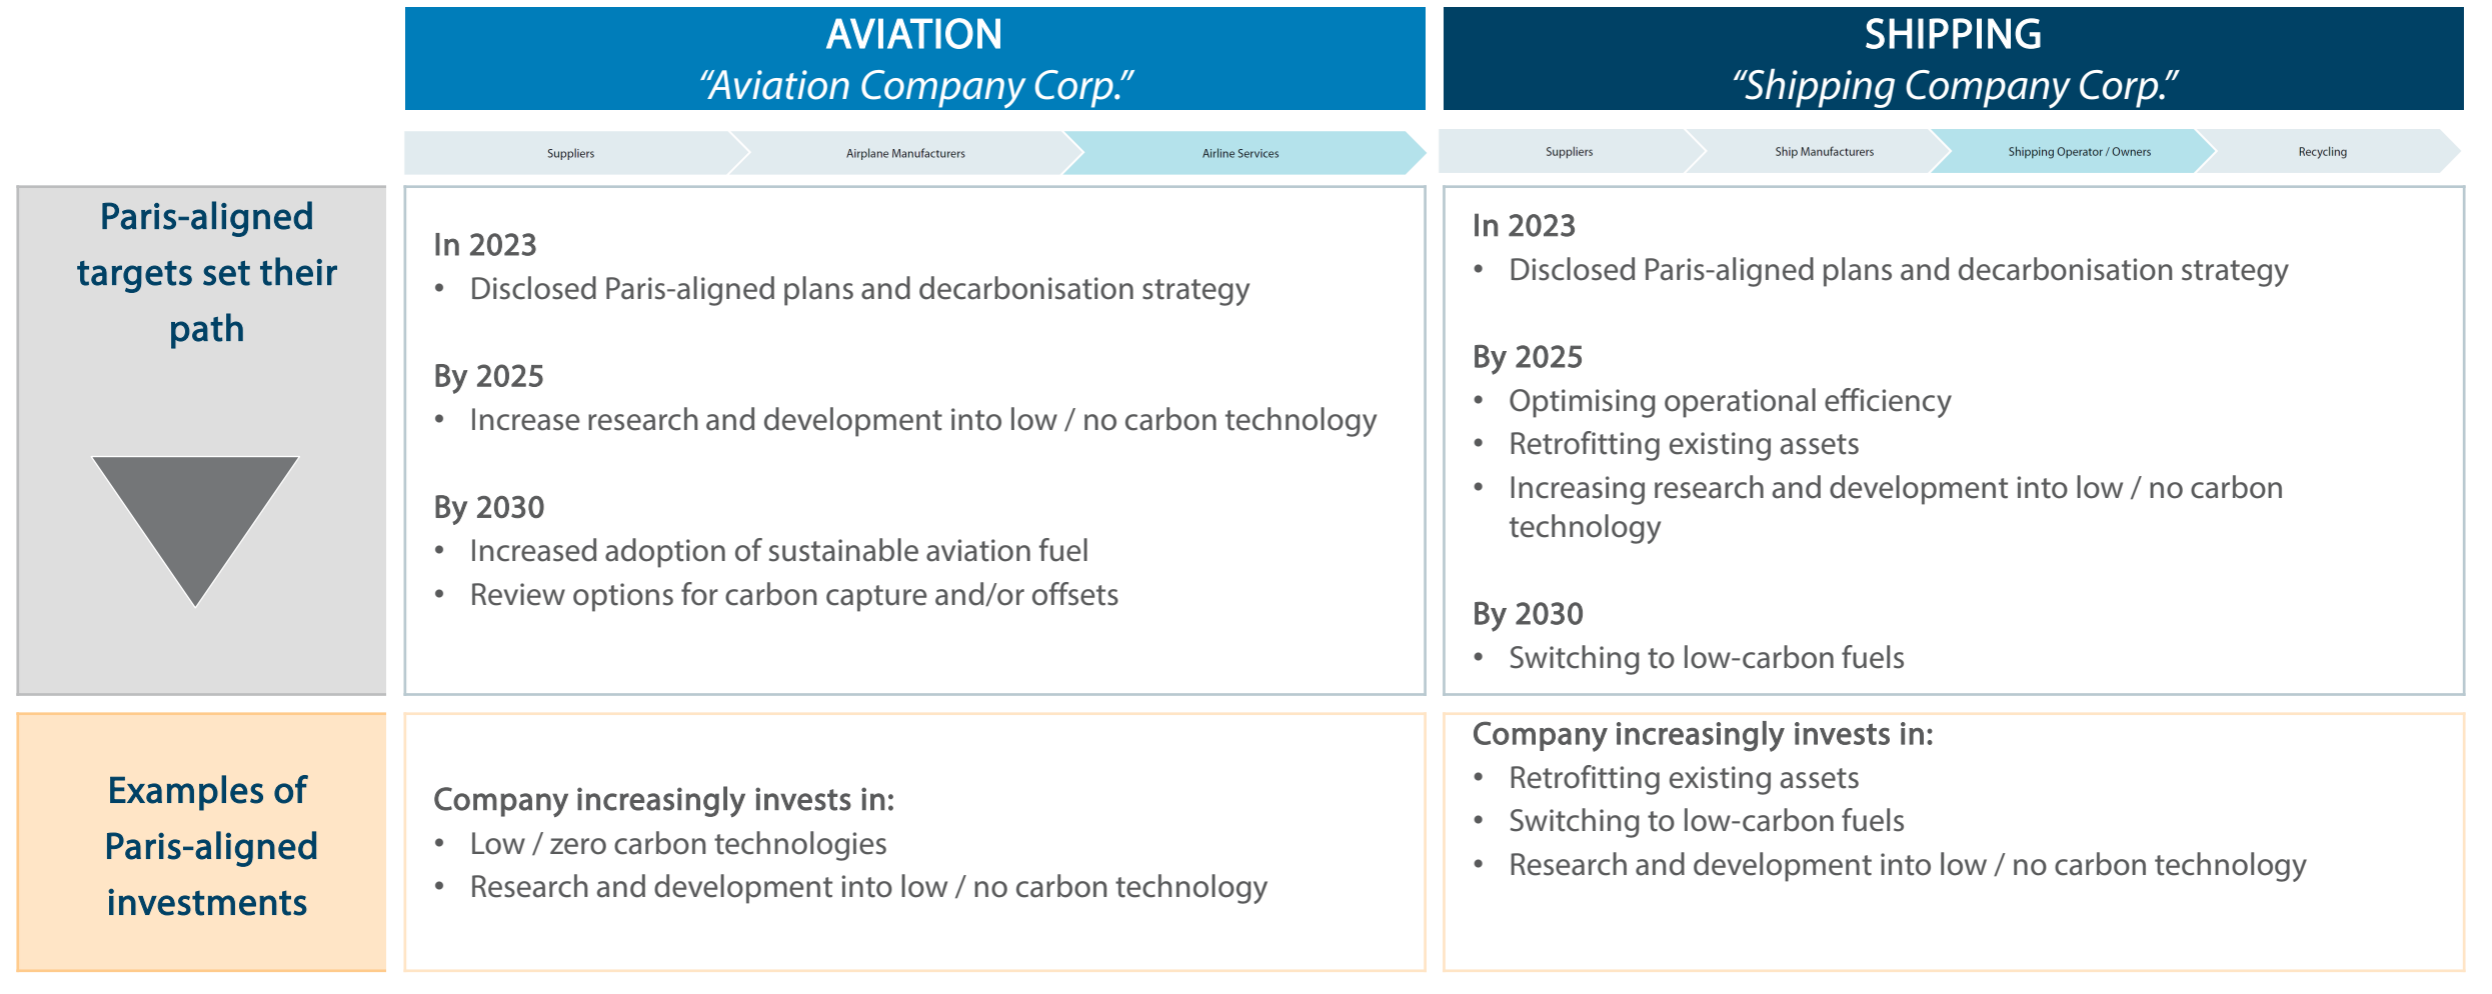 AVIATION
“Aviation Company Corp.”
SHIPPING
“Shipping Company Corp.”
Suppliers
Airplane Manufacturers
Airline Services
Suppliers
Ship Manufacturers
Shipping Operator / Owners
Recycling
Paris-aligned
targets set their
path
In 2023
• Disclosed Paris-aligned plans and decarbonisation strategy
By 2025
• Increase research and development into low / no carbon technology
By 2030
• Increased adoption of sustainable aviation fuel
• Review options for carbon capture and/or offsets
In 2023
• Disclosed Paris-aligned plans and decarbonisation strategy
By 2025
• Optimising operational efficiency
• Retrofitting existing assets
• Increasing research and development into low / no carbon
technology
By 2030
• Switching to low-carbon fuels
Examples of
Paris-aligned
investments
Company increasingly invests in:
• Low / zero carbon technologies
• Research and development into low / no carbon technology
Company increasingly invests in:
• Retrofitting existing assets
• Switching to low-carbon fuels
• Research and development into low / no carbon technology